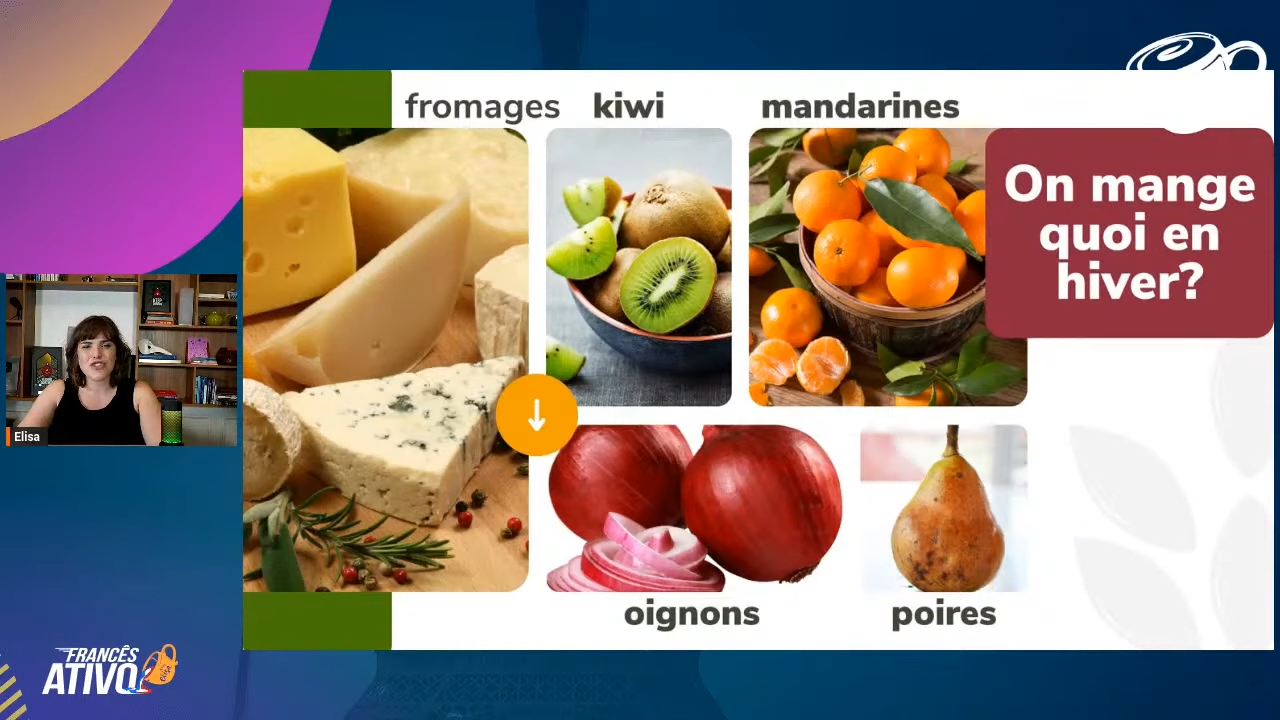 fromages
kiwi
mandarines
On mange
quoi en
hiver?
Elisa
oignons
poires
FRANCÊS
ATIVO